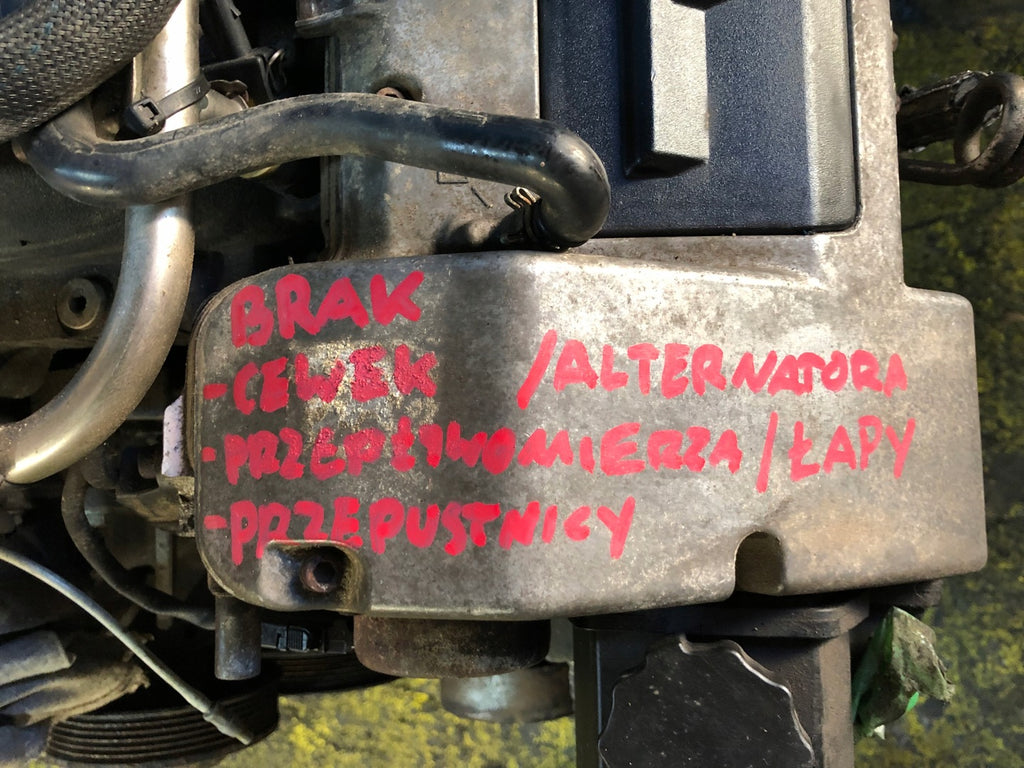 BRAK
-CEWEK /ALTERNATORA
-PRZEPŁYWOMIERZA/ŁAPY
-PRZEPUSTNICY